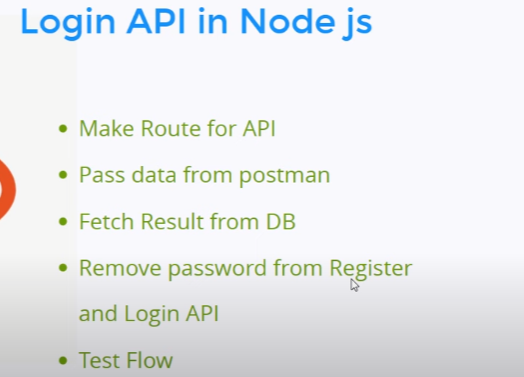 Login API in Node js
• Make Route for API
• Pass data from postman
• Fetch Result from DB
• Remove password from Register
and Login API
• Test Flow